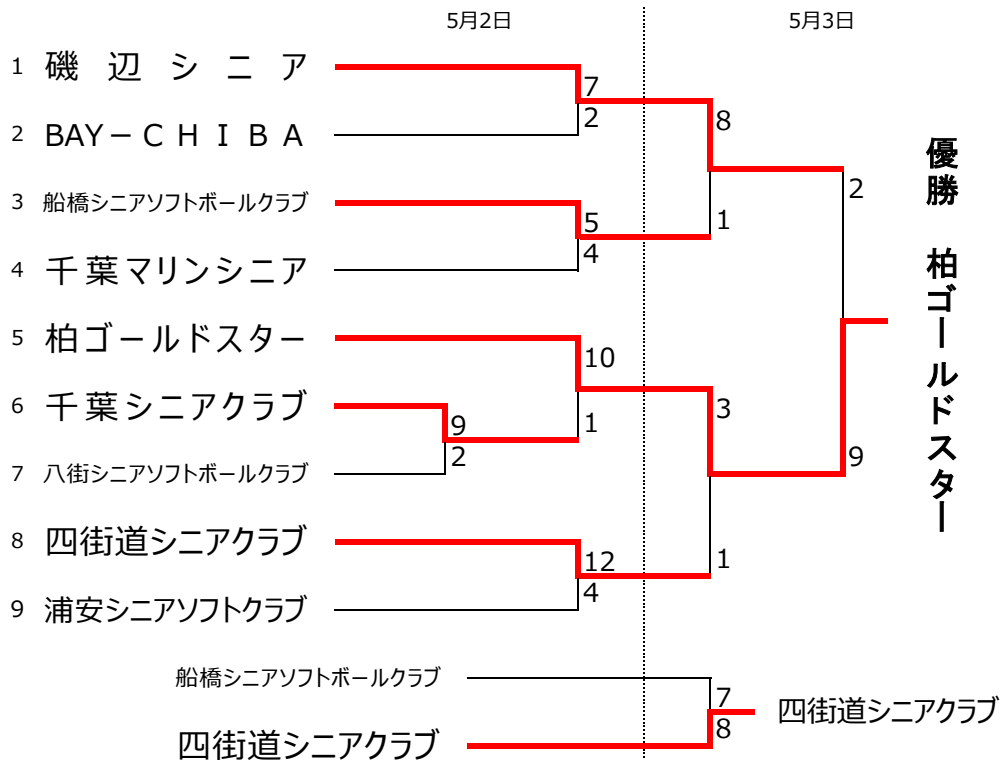 5月2日
5月3日
1 磯辺シニア
7
2
2 BAY－ＣＨＩＢＡ
8
3 船橋シニアソフトボールクラブ
5
1
4
4 千葉マリンシニア
2
5 柏ゴールドスター
10
6 千葉シニアクラブ
1
3
9
2
7 八街シニアソフトボールクラブ
9
8 四街道シニアクラブ
12
1
4
9 浦安シニアソフトクラブ
優勝　柏ゴールドスター
船橋シニアソフトボールクラブ
7
四街道シニアクラブ
8
四街道シニアクラブ